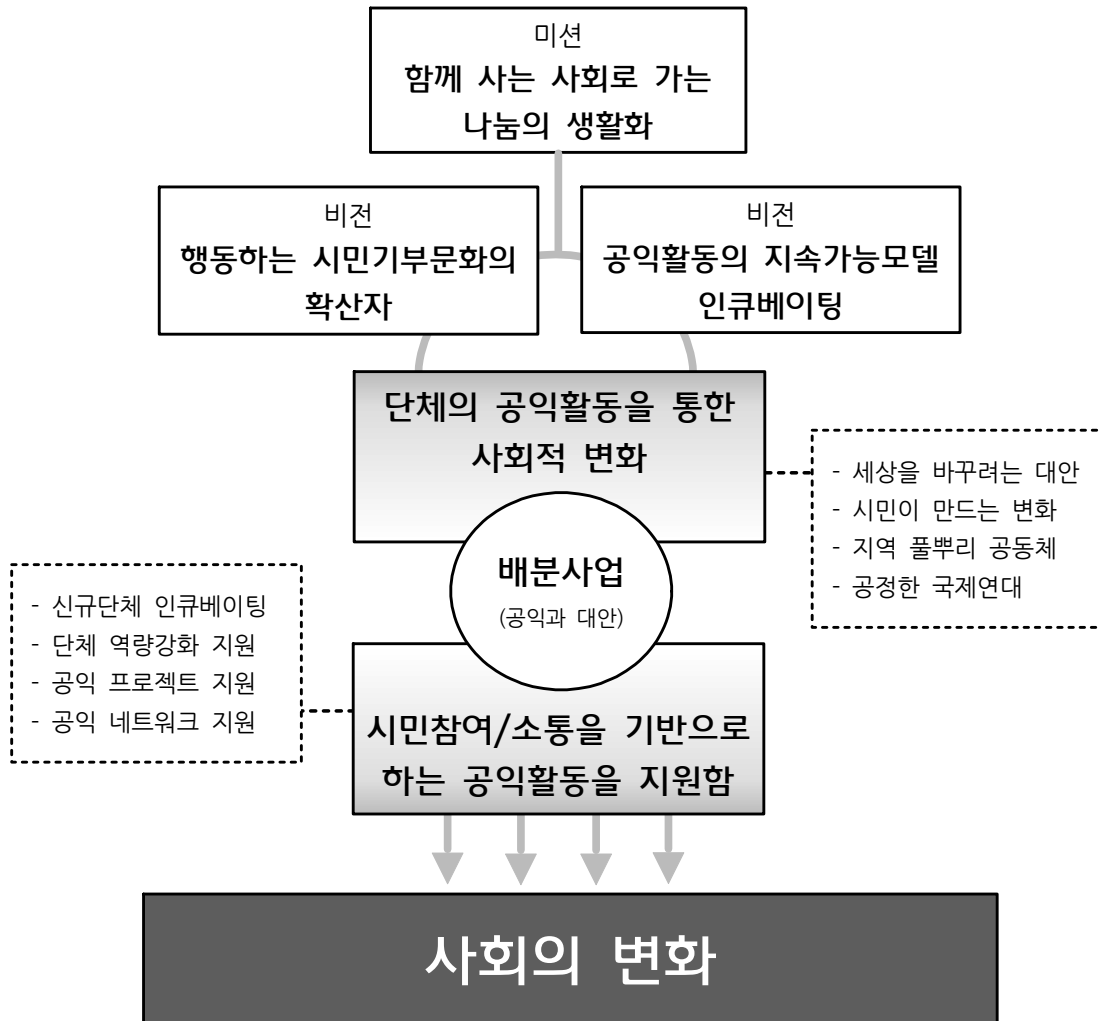 미션
함께 사는 사회로 가는
나눔의 생활화
비전
행동하는 시민기부문화의
확산자
비전
공익활동의 지속가능모델
인큐베이팅
단체의 공익활동을 통한
사회적 변화
- 세상을 바꾸려는 대안
- 시민이 만드는 변화
- 지역 풀뿌리 공동체
- 공정한 국제연대
배분사업
(공익과 대안)
- 신규단체 인큐베이팅
- 단체 역량강화 지원
- 공익 프로젝트 지원
- 공익 네트워크 지원
시민참여/소통을 기반으로
하는 공익활동을 지원함
사회의 변화